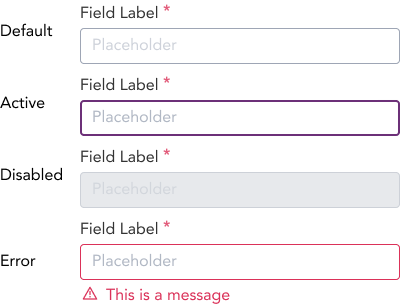 Field Label *
Default
Placeholder
Field Label *
Active
Placeholder
Field Label *
Disabled
Placeholder
Field Label *
Error
Placeholder
This is a message